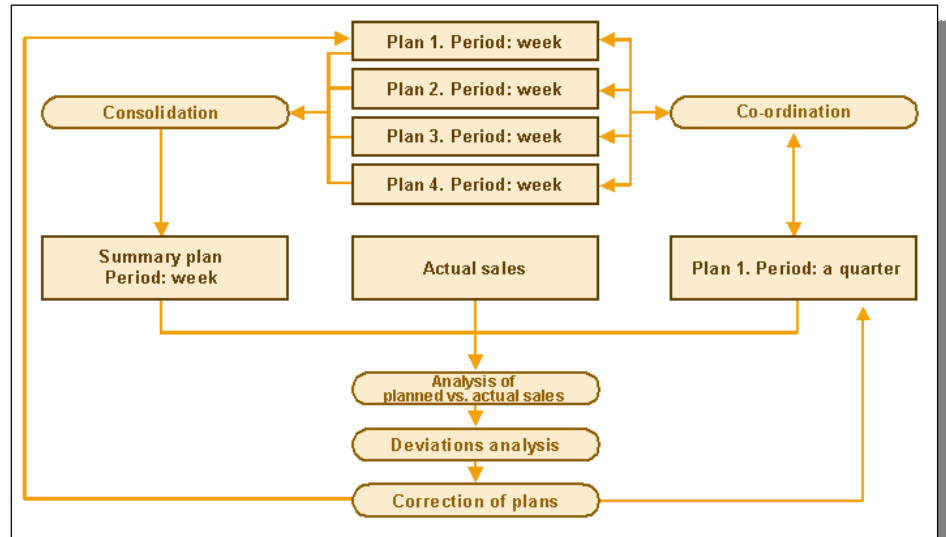 Plan 1. Period: week
Plan 2. Period: week
Consolidation
Co-ordination
Plan 3. Period: week
Plan 4. Period: week
Summary plan
Period: week
Actual sales
Plan 1. Period: a quarter
Analysis of
planned vs. actual sales
Deviations analysis
Correction of plans